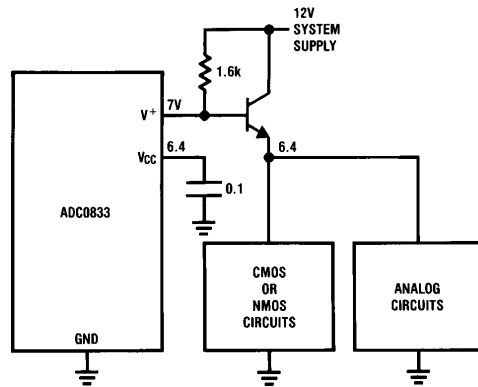 12V
SYSTEM
SUPPLY
1.6k
7V
V+
6.4
6.4
VCC
0.1
ADC0833
CMOS
OR
NMOS
CIRCUITS
ANALOG
CIRCUITS
GND